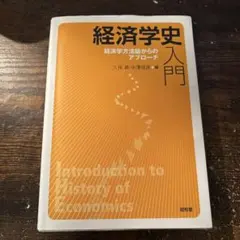 経済学史
入門
経済学方法論からの
アプローチ
Introduction to
History of
Economics